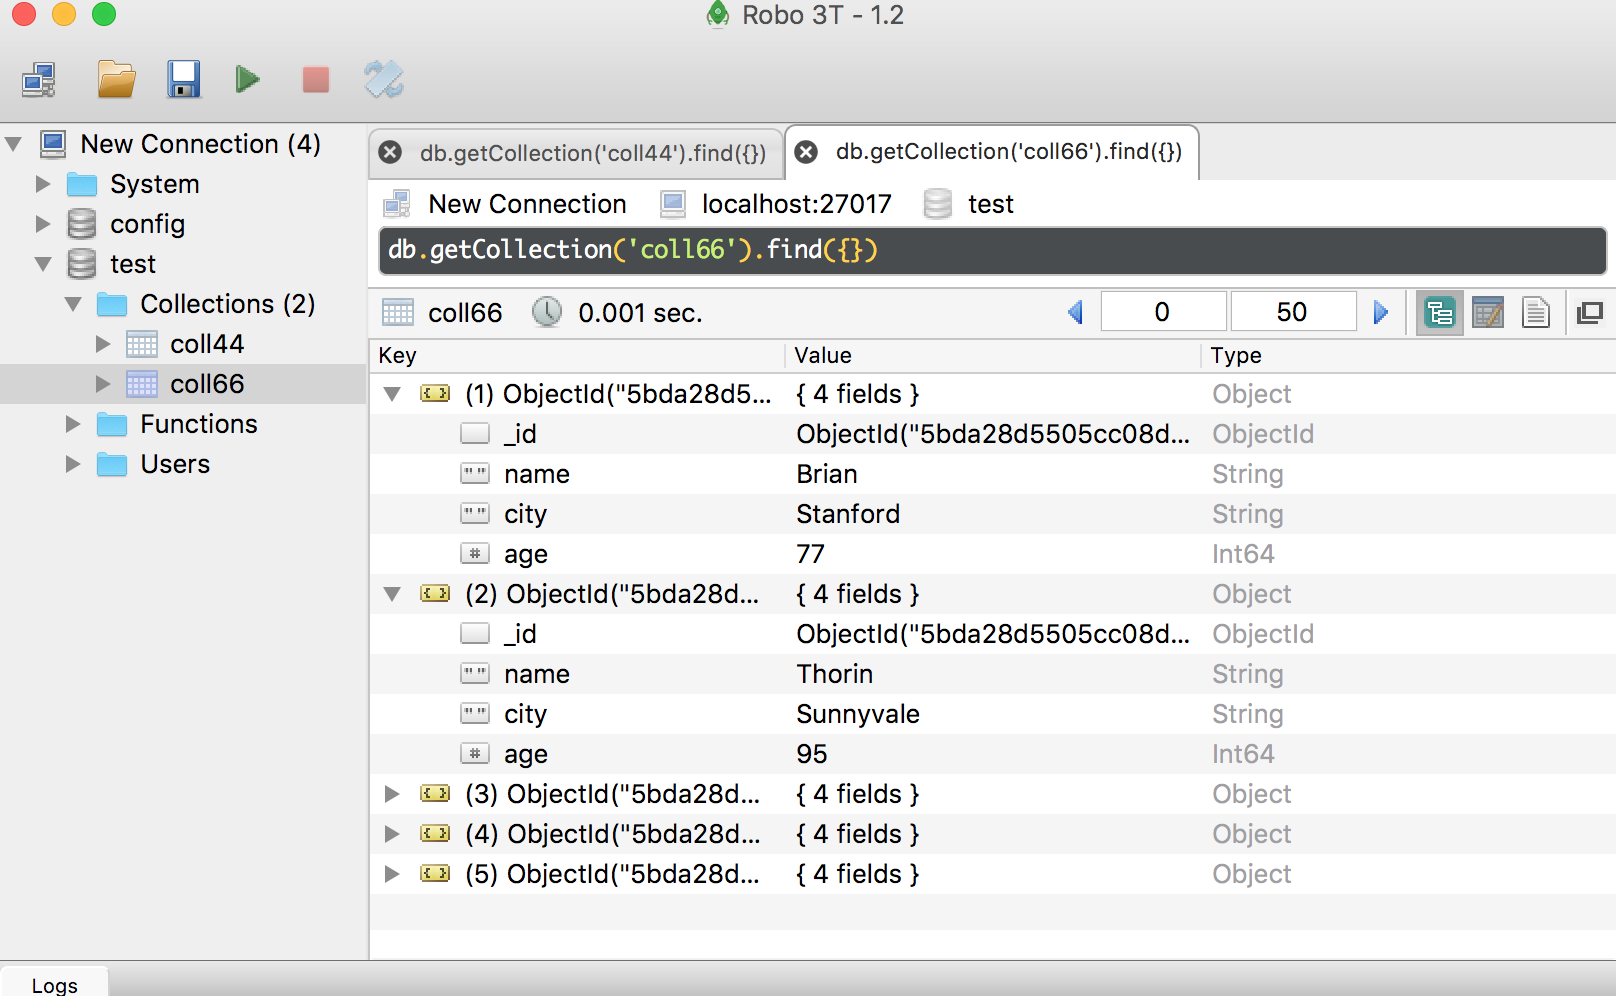 Robo 3T - 1.2
New Connection (4)
System
config
test
Collections (2)
coll44
coll66
Functions
Users
db.getCollection('coll44').find({})
db.getCollection('coll66').find({})
New Connection localhost:27017 test
db.getCollection('coll66').find({})
coll66 0.001 sec. 0 50
Key Value Type
(1) ObjectId("5bda28d5... { 4 fields } Object
_id ObjectId("5bda28d5505cc08d... ObjectId
name Brian String
city Stanford String
age 77 Int64
(2) ObjectId("5bda28d... { 4 fields } Object
_id ObjectId("5bda28d5505cc08d... ObjectId
name Thorin String
city Sunnyvale String
age 95 Int64
(3) ObjectId("5bda28d... { 4 fields } Object
(4) ObjectId("5bda28d... { 4 fields } Object
(5) ObjectId("5bda28d... { 4 fields } Object
Logs